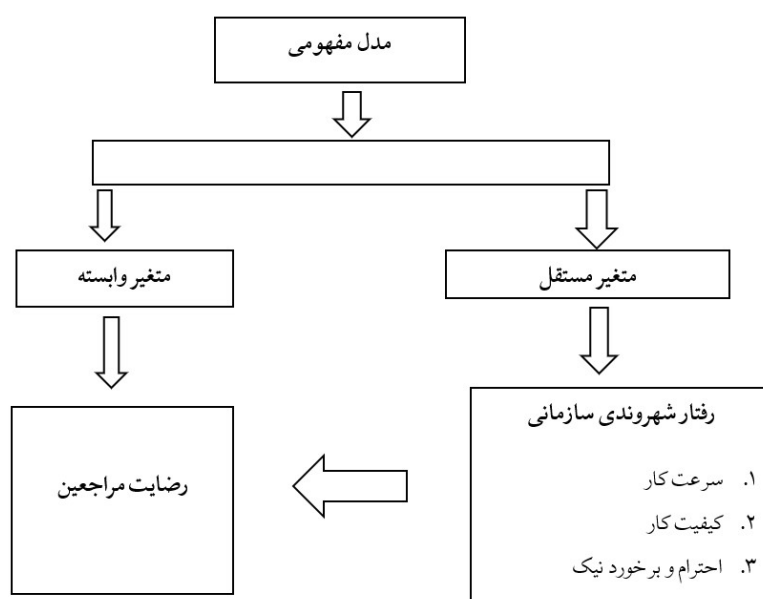 مدل مفهومی
متغیر مستقل
متغیر وابسته
رفتار شهروندی سازمانی
۱. سرعت کار
۲. کیفیت کار
۳. احترام و برخورد نیک
رضایت مراجعین